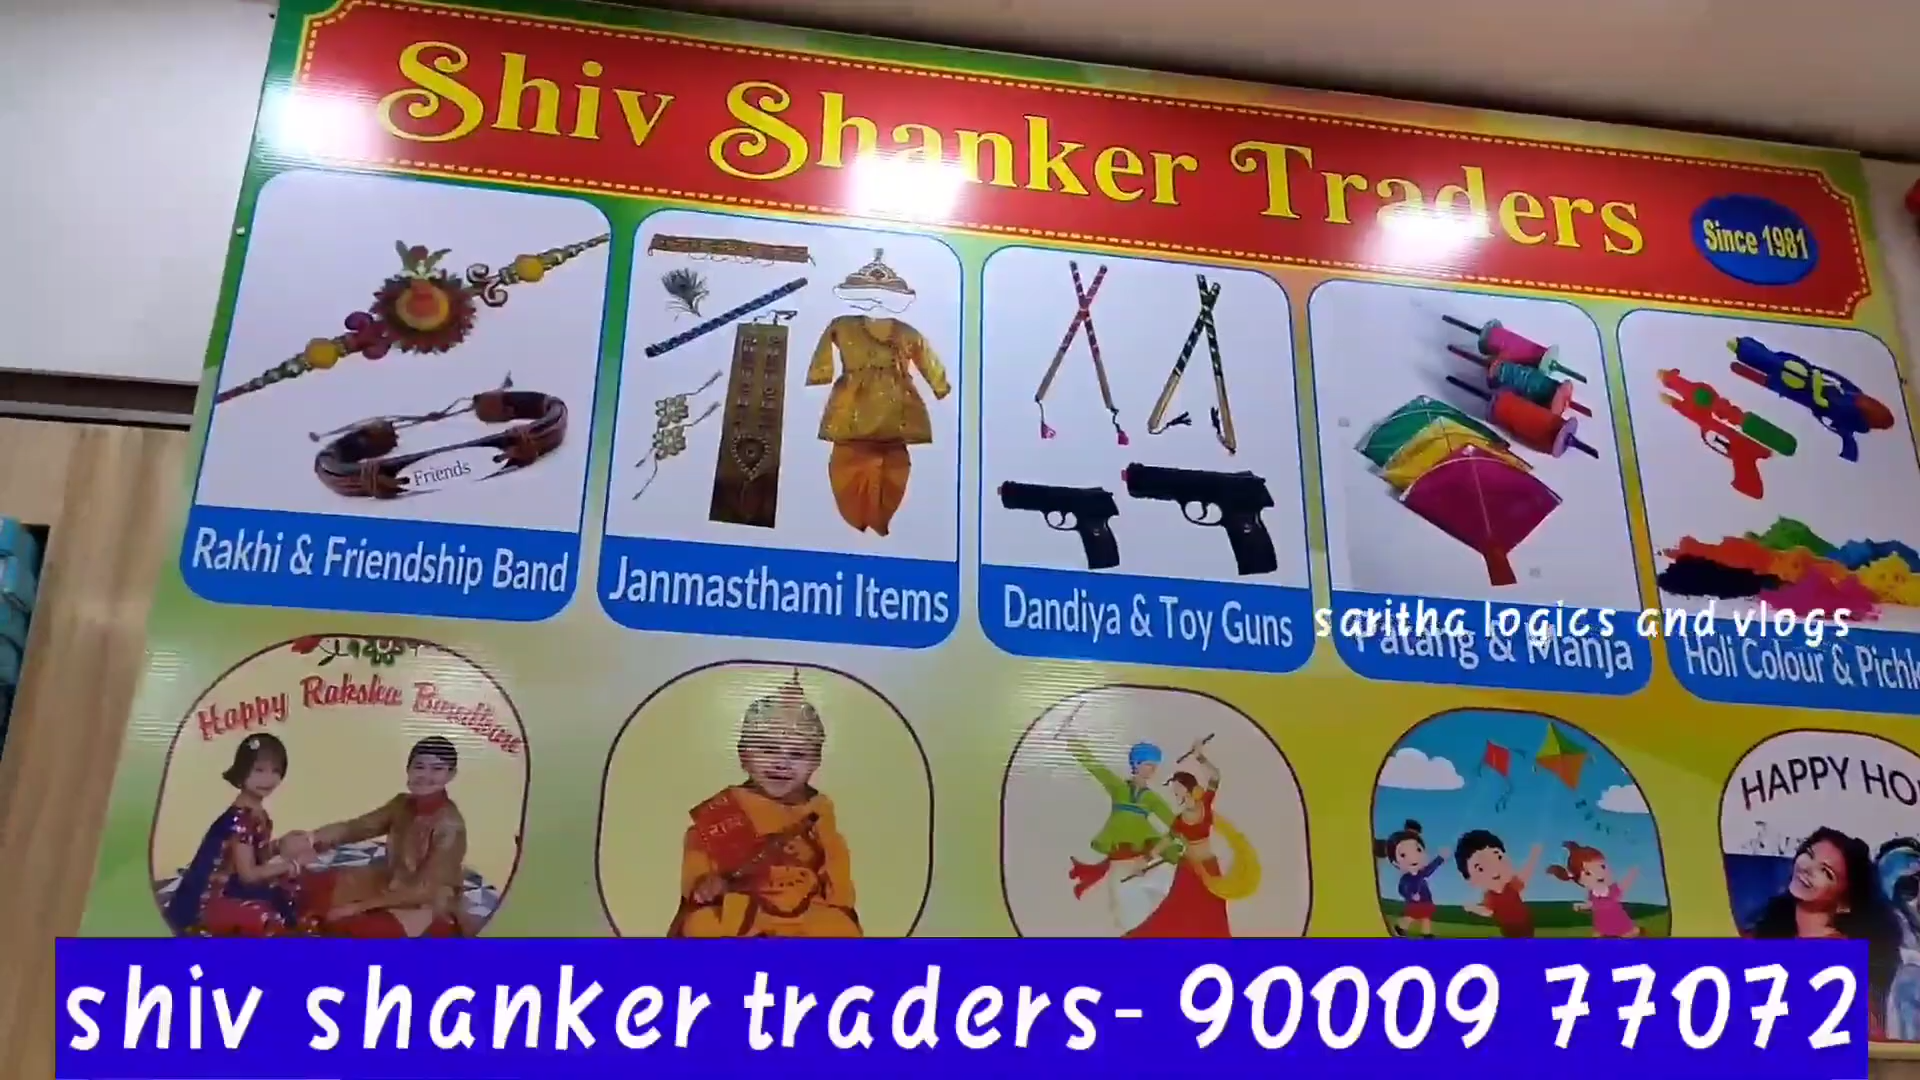 Shiv Shanker Traders
Since 1981
Friends
Rakhi & Friendship Band
Janmasthami Items
Dandiya & Toy Guns
Patang & Manja
Holi Colour & Pichk
saritha logics and vlogs
Happy Raksha Bandhan
HAPPY HO
shiv shanker traders- 90009 77072